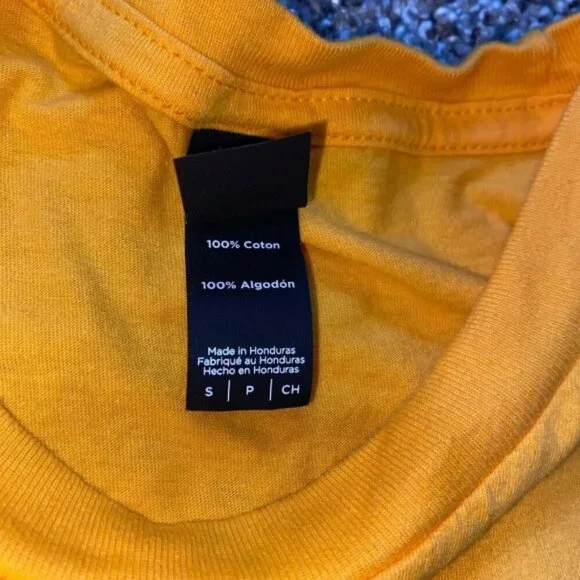 100% Coton
100% Algodón
Made in Honduras
Fabriqué au Honduras
Hecho en Honduras
S | P | CH